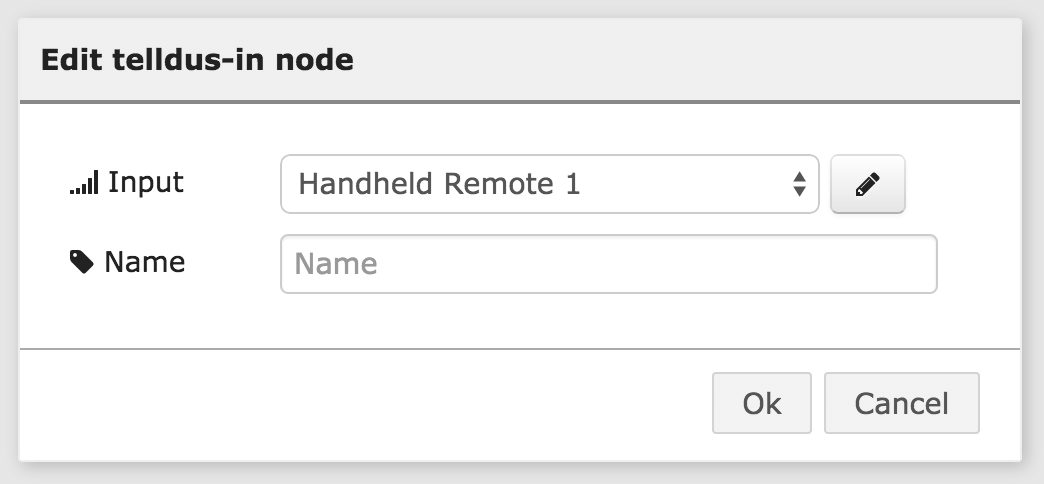 Edit telldus-in node
Input
Handheld Remote 1
Name
Name
Ok
Cancel